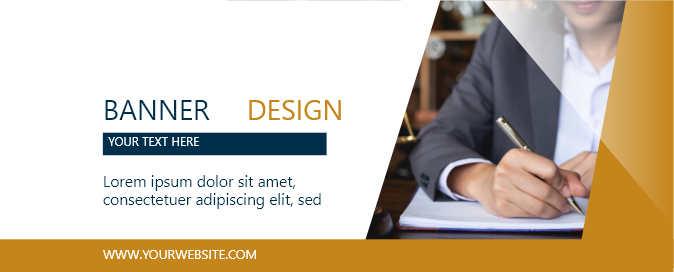 BANNER DESIGN
YOUR TEXT HERE
Lorem ipsum dolor sit amet,
consectetuer adipiscing elit, sed
WWW.YOURWEBSITE.COM